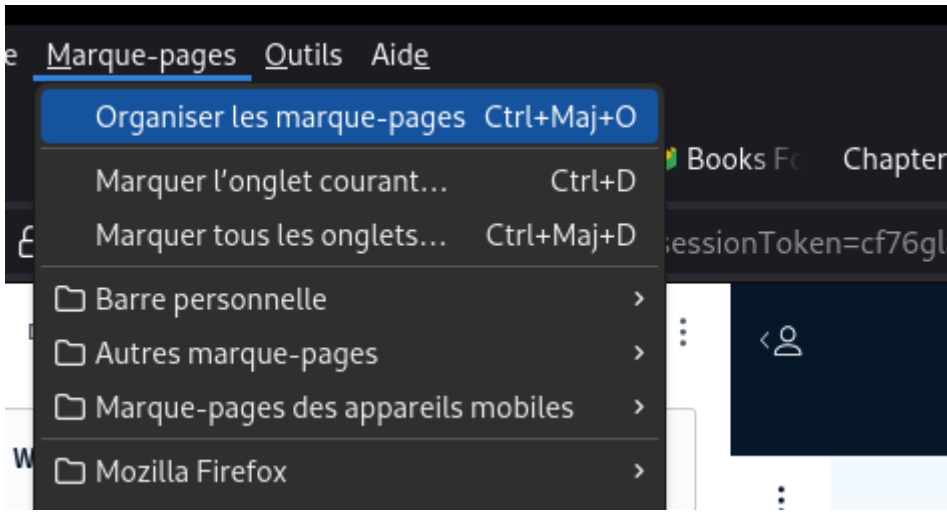 Marque-pages Outils Aide
Organiser les marque-pages Ctrl+Maj+O
Books Fo Chapter
Marquer l’onglet courant… Ctrl+D
Marquer tous les onglets… Ctrl+Maj+D
sessionToken=cf76gl
Barre personnelle
Autres marque-pages
Marque-pages des appareils mobiles
Mozilla Firefox